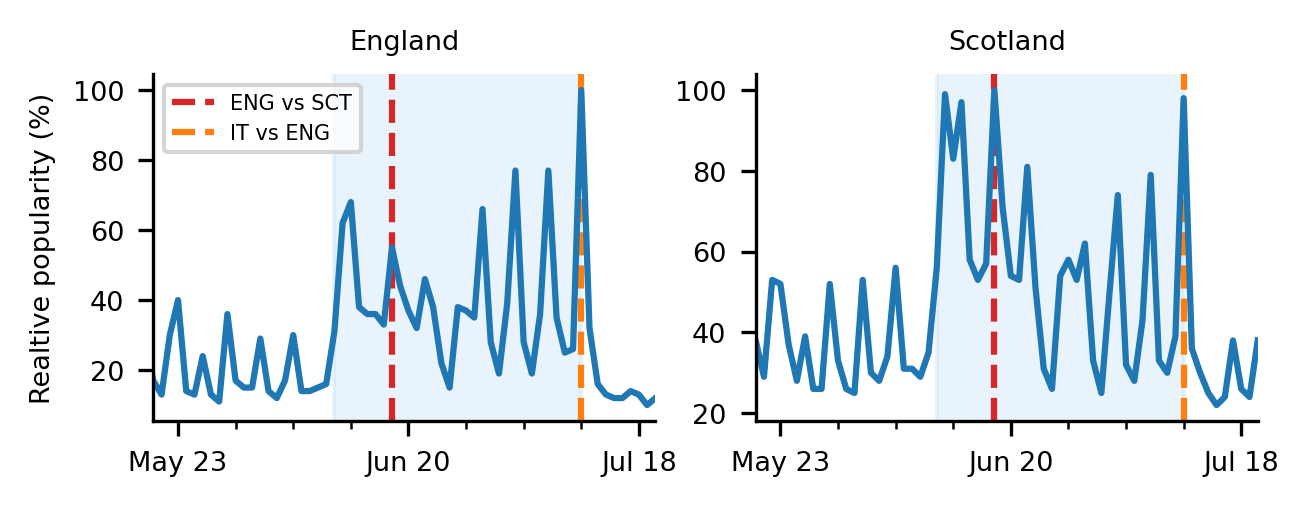 England
Scotland
Realtive popularity (%)
100
80
60
40
20
ENG vs SCT
IT vs ENG
May 23
Jun 20
Jul 18
100
80
60
40
20
May 23
Jun 20
Jul 18